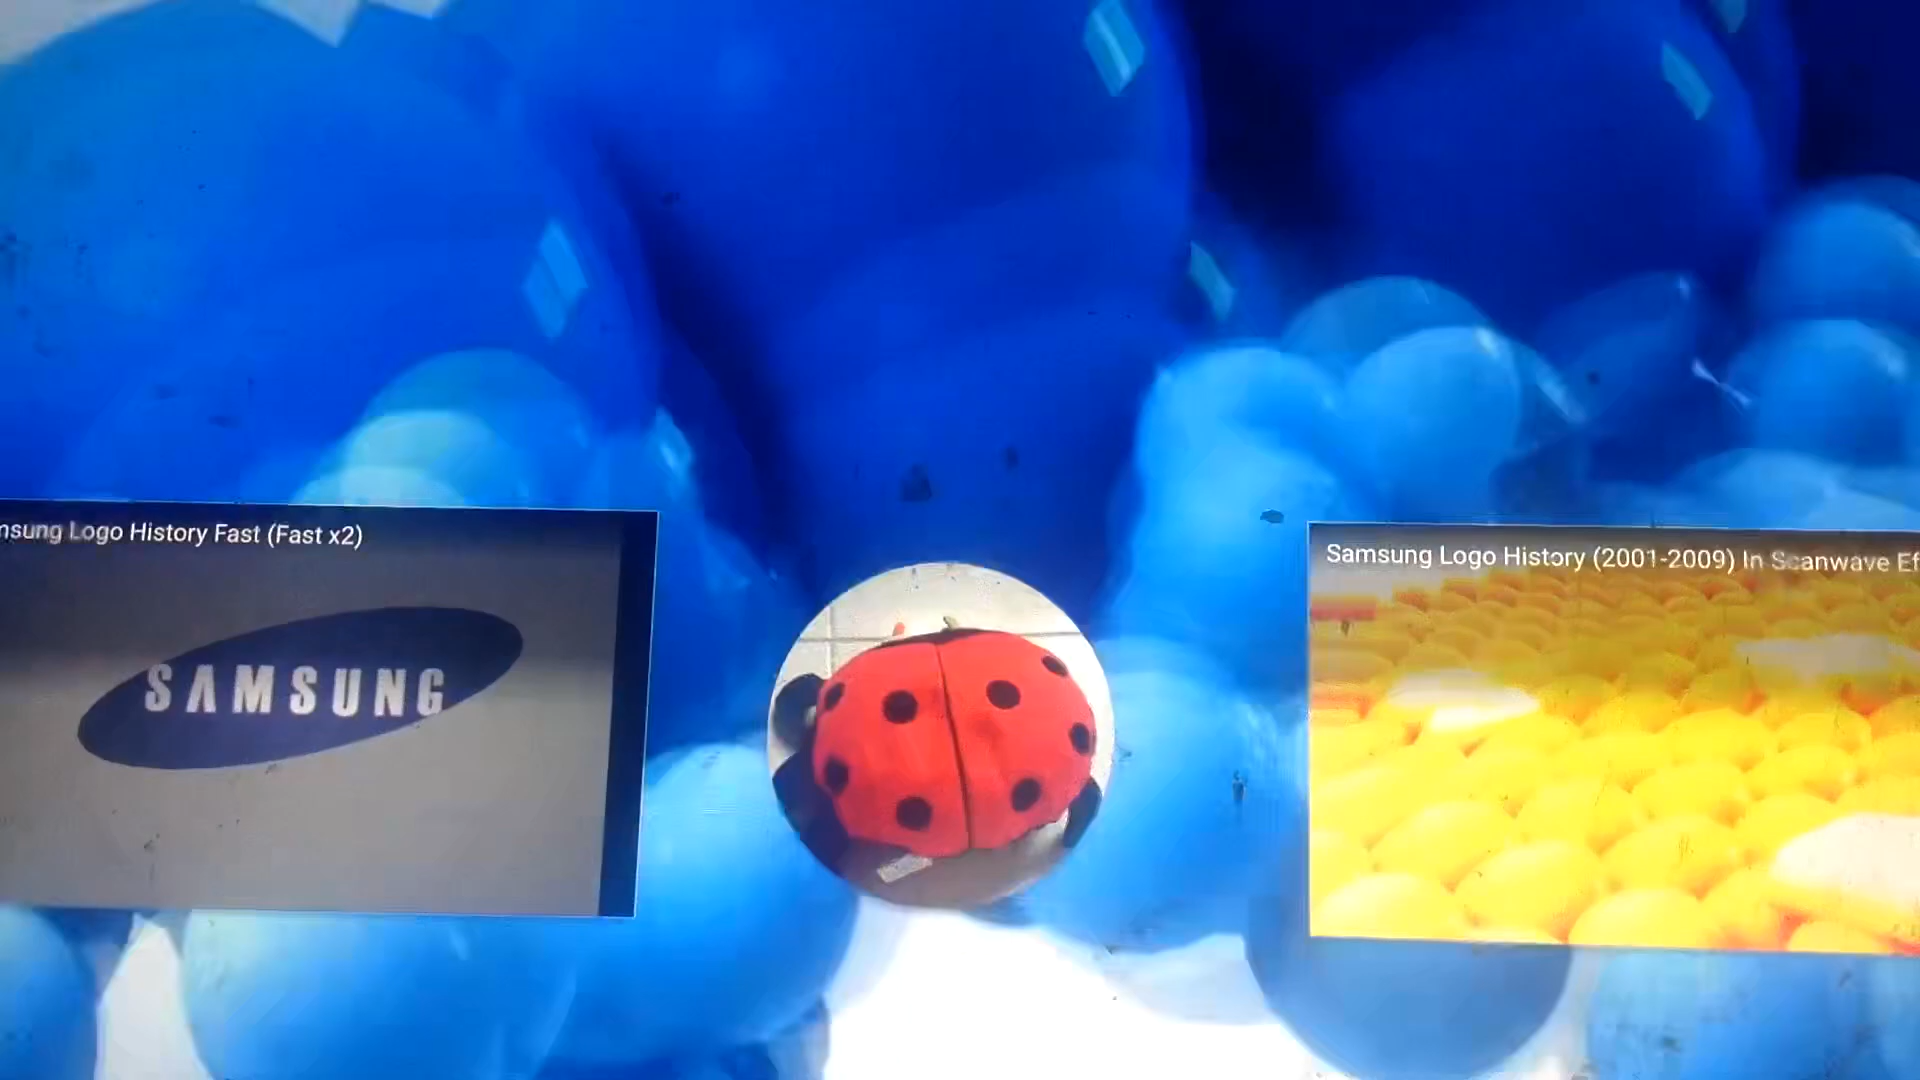 nsung Logo History Fast (Fast x2)
SAMSUNG
Samsung Logo History (2001-2009) In Scanwave Ef